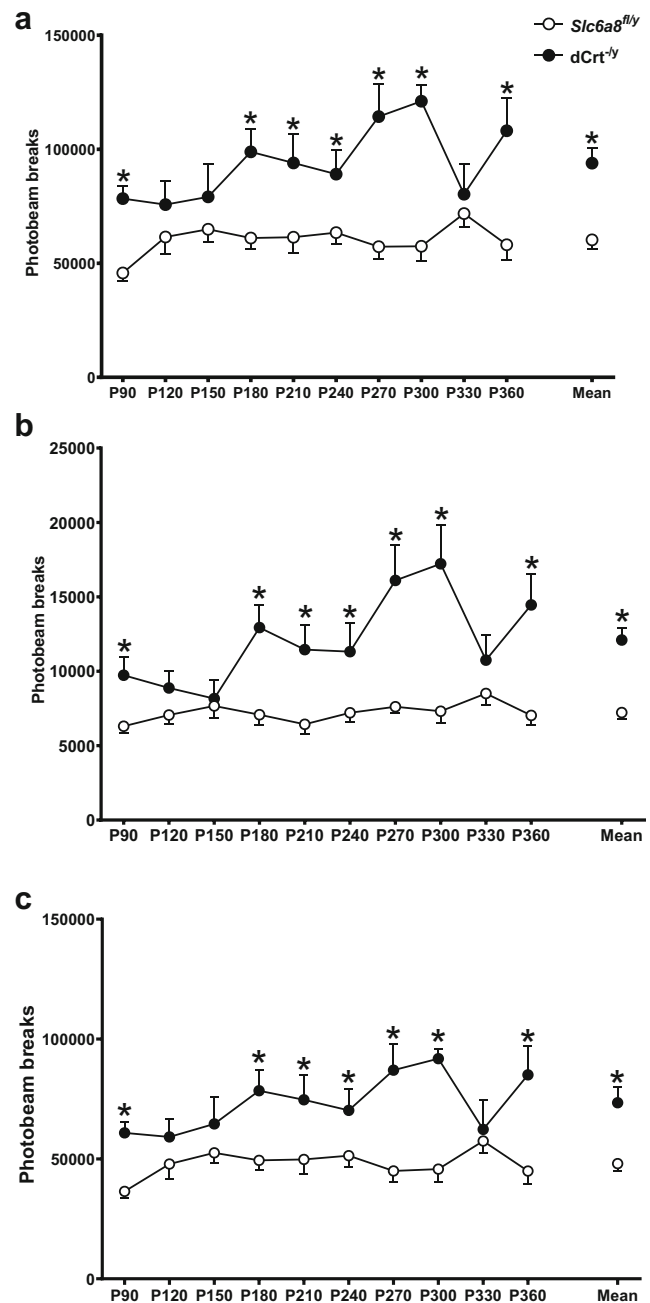 a
Slc6a8fl/y
dCrt-/y
150000
100000
50000
0
Photobeam breaks
* * * * * * * *
P90 P120 P150 P180 P210 P240 P270 P300 P330 P360 Mean
b
25000
20000
15000
10000
5000
0
Photobeam breaks
* * * * * * * *
P90 P120 P150 P180 P210 P240 P270 P300 P330 P360 Mean
c
150000
100000
50000
0
Photobeam breaks
* * * * * * * *
P90 P120 P150 P180 P210 P240 P270 P300 P330 P360 Mean